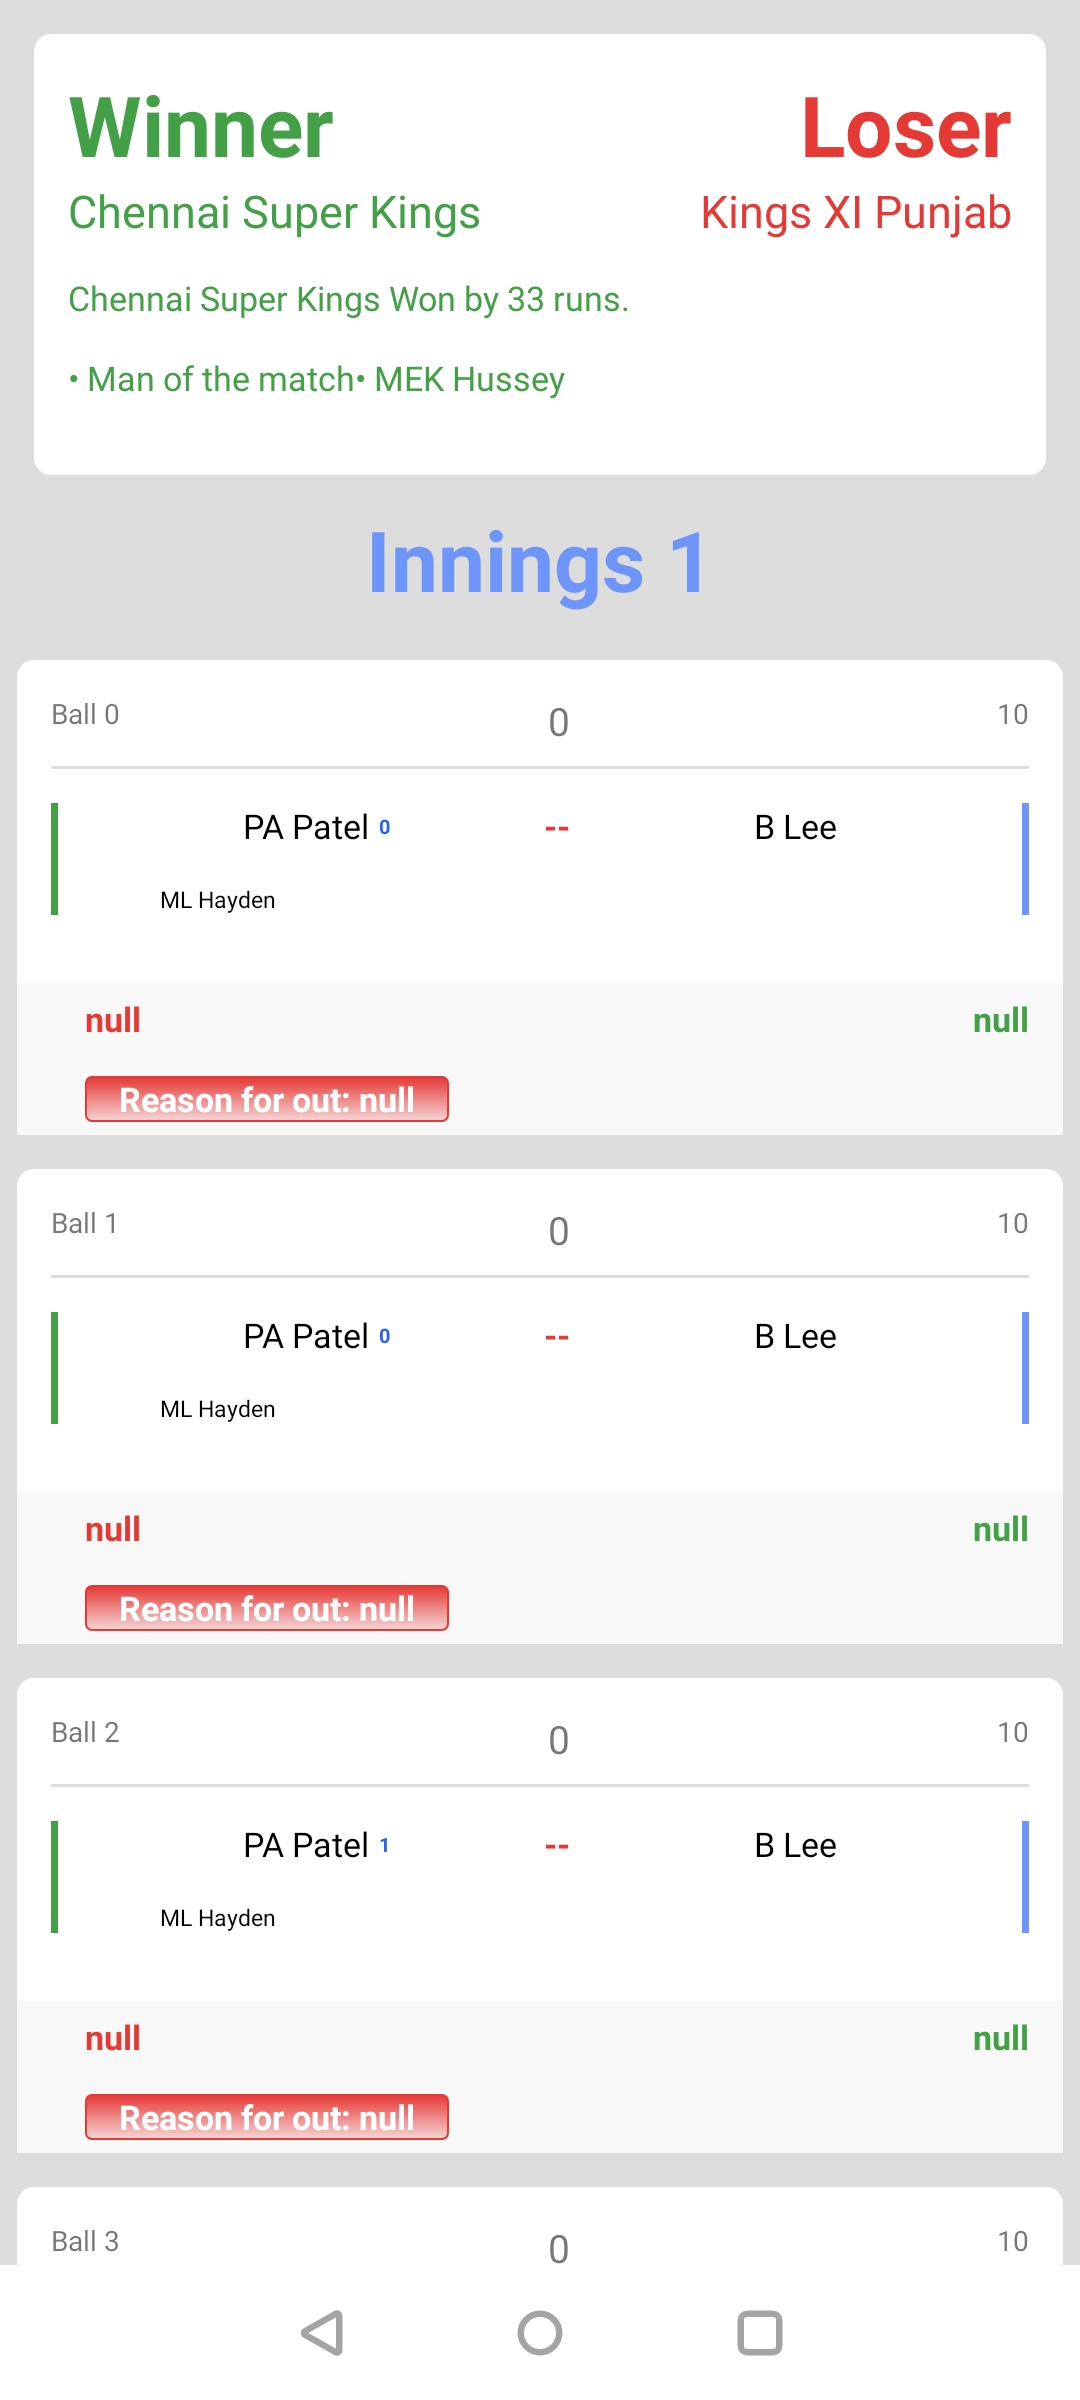 Winner Loser
Chennai Super Kings Kings XI Punjab
Chennai Super Kings Won by 33 runs.
• Man of the match• MEK Hussey
Innings 1
Ball 0 0 10
PA Patel 0 -- B Lee
ML Hayden
null null
Reason for out: null
Ball 1 0 10
PA Patel 0 -- B Lee
ML Hayden
null null
Reason for out: null
Ball 2 0 10
PA Patel 1 -- B Lee
ML Hayden
null null
Reason for out: null
Ball 3 0 10